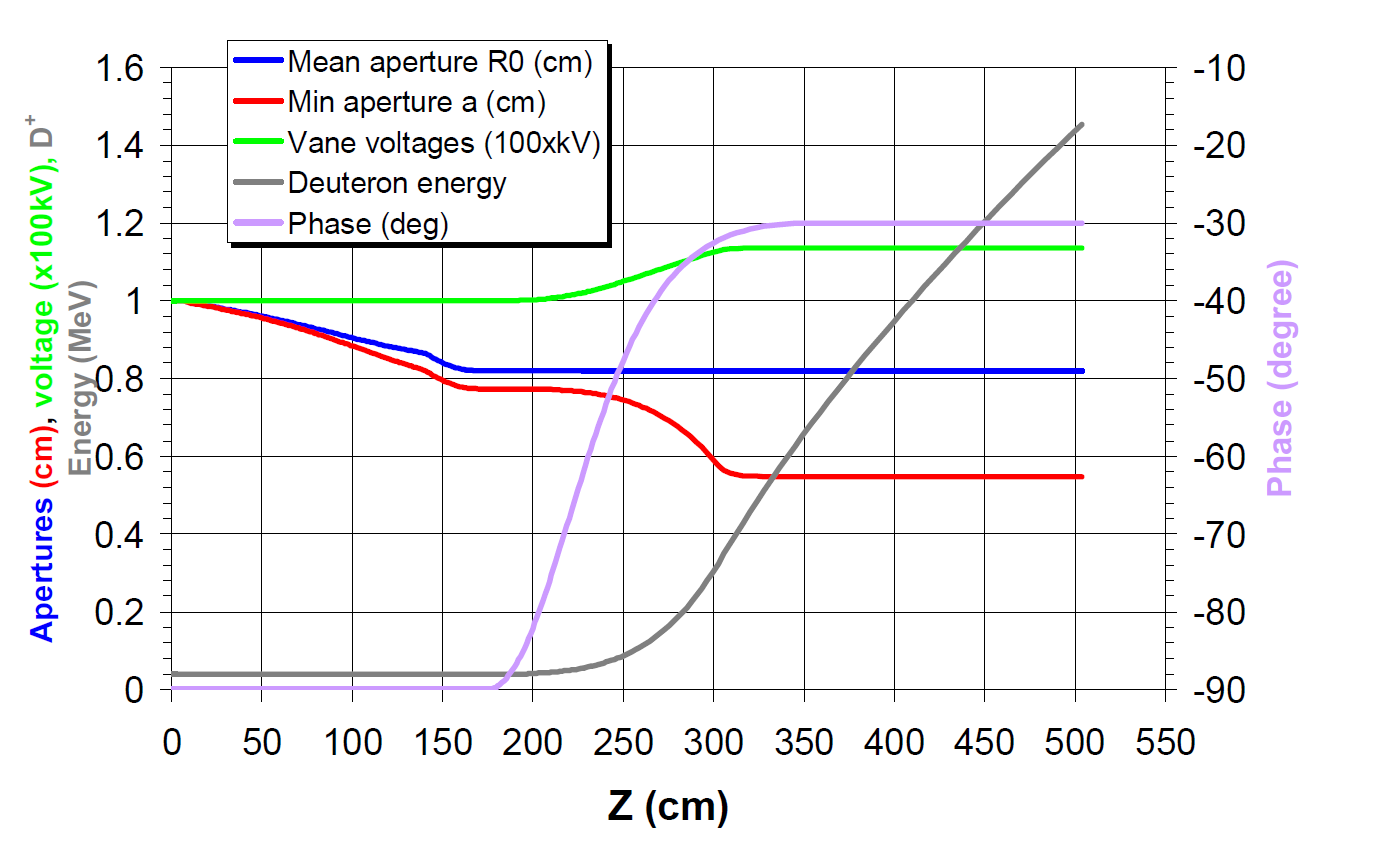 Mean aperture R0 (cm)
Min aperture a (cm)
Vane voltages (100xkV)
Deuteron energy
Phase (deg)
Apertures (cm), voltage (x100kV), D+
Energy (MeV)
1.6
1.4
1.2
1
0.8
0.6
0.4
0.2
0
-10
-20
-30
-40
-50
-60
-70
-80
-90
Phase (degree)
0 50 100 150 200 250 300 350 400 450 500 550
Z (cm)